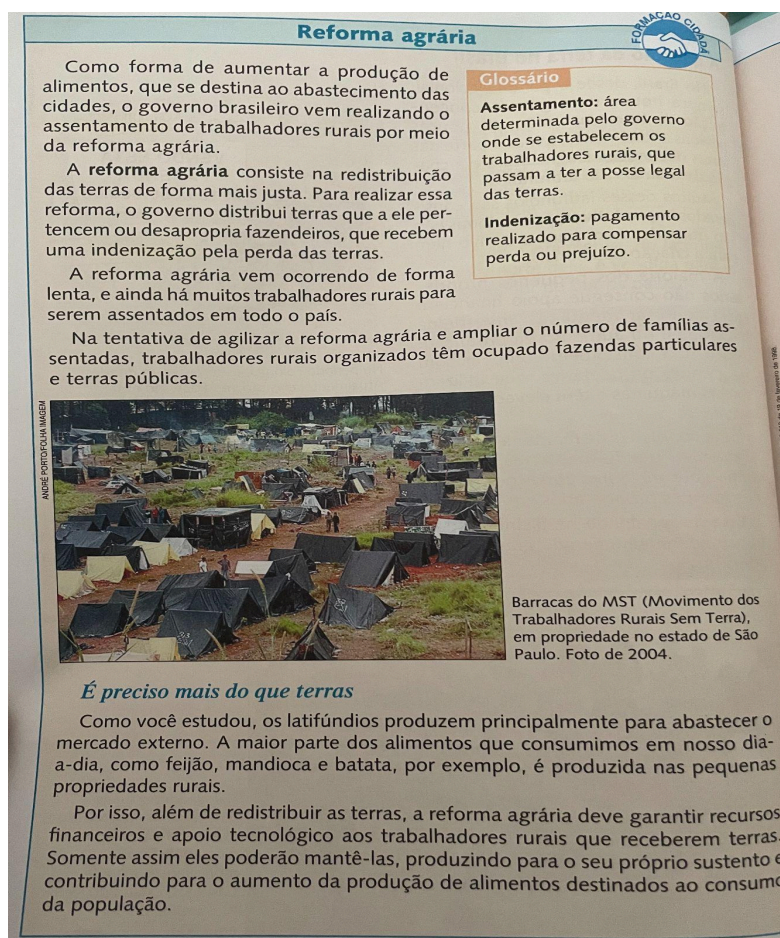 Reforma agrária
FORMAÇÃO CIDADÃ
Como forma de aumentar a produção de
alimentos, que se destina ao abastecimento das
cidades, o governo brasileiro vem realizando o
assentamento de trabalhadores rurais por meio
da reforma agrária.
A reforma agrária consiste na redistribuição
das terras de forma mais justa. Para realizar essa
reforma, o governo distribui terras que a ele per-
tencem ou desapropria fazendeiros, que recebem
uma indenização pela perda das terras.
A reforma agrária vem ocorrendo de forma
lenta, e ainda há muitos trabalhadores rurais para
serem assentados em todo o país.
Glossário
Assentamento: área
determinada pelo governo
onde se estabelecem os
trabalhadores rurais, que
passam a ter a posse legal
das terras.
Indenização: pagamento
realizado para compensar
perda ou prejuízo.
Na tentativa de agilizar a reforma agrária e ampliar o número de famílias as-
sentadas, trabalhadores rurais organizados têm ocupado fazendas particulares
e terras públicas.
ANDRÉ PORTO/FOLHA IMAGEM
Barracas do MST (Movimento dos
Trabalhadores Rurais Sem Terra),
em propriedade no estado de São
Paulo. Foto de 2004.
É preciso mais do que terras
Como você estudou, os latifúndios produzem principalmente para abastecer o
mercado externo. A maior parte dos alimentos que consumimos em nosso dia-
a-dia, como feijão, mandioca e batata, por exemplo, é produzida nas pequenas
propriedades rurais.
Por isso, além de redistribuir as terras, a reforma agrária deve garantir recursos
financeiros e apoio tecnológico aos trabalhadores rurais que receberem terras.
Somente assim eles poderão mantê-las, produzindo para o seu próprio sustento e
contribuindo para o aumento da produção de alimentos destinados ao consumo
da população.
de fevereiro de 1998.